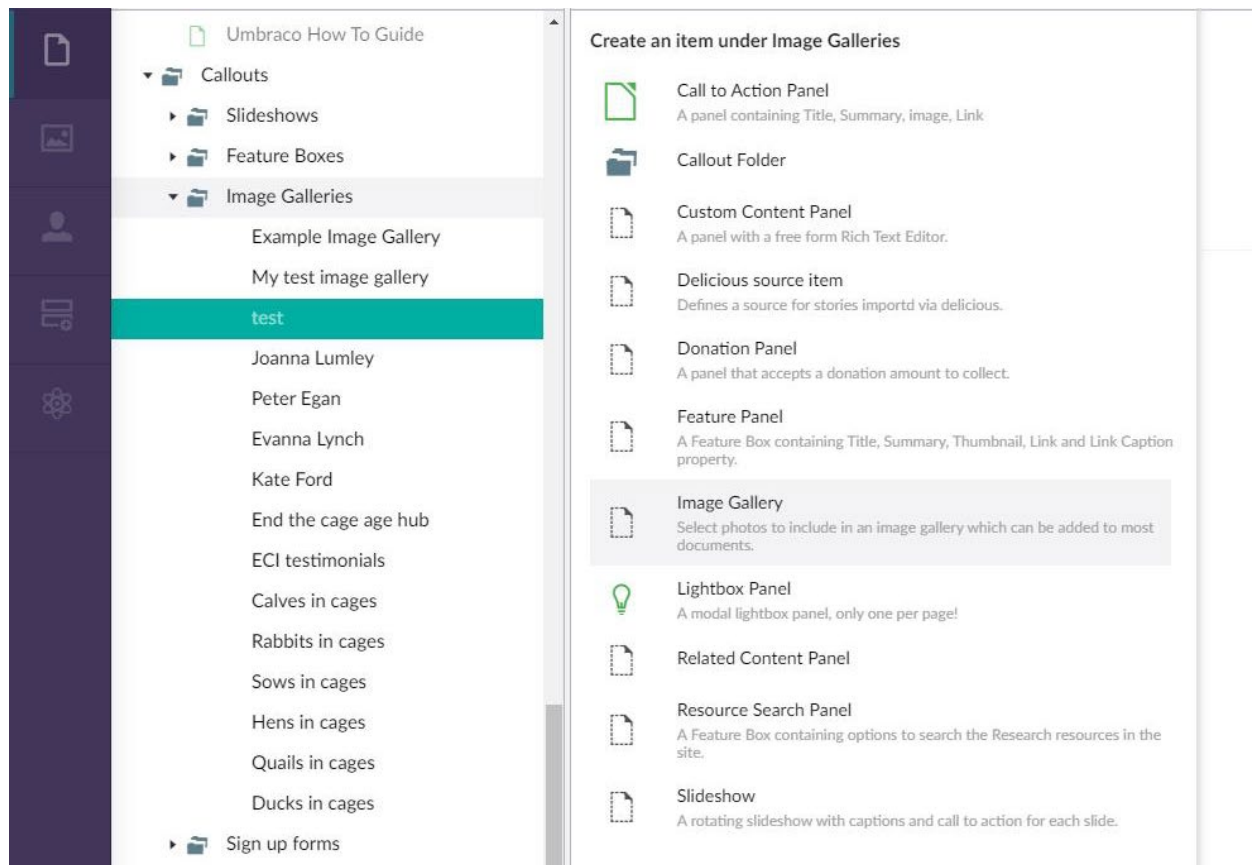 Umbraco How To Guide
Callouts
Slideshows
Feature Boxes
Image Galleries
Example Image Gallery
My test image gallery
test
Joanna Lumley
Peter Egan
Evanna Lynch
Kate Ford
End the cage age hub
ECI testimonials
Calves in cages
Rabbits in cages
Sows in cages
Hens in cages
Quails in cages
Ducks in cages
Sign up forms
Create an item under Image Galleries
Call to Action Panel
A panel containing Title, Summary, image, Link
Callout Folder
Custom Content Panel
A panel with a free form Rich Text Editor.
Delicious source item
Defines a source for stories importd via delicious.
Donation Panel
A panel that accepts a donation amount to collect.
Feature Panel
A Feature Box containing Title, Summary, Thumbnail, Link and Link Caption
property.
Image Gallery
Select photos to include in an image gallery which can be added to most
documents.
Lightbox Panel
A modal lightbox panel, only one per page!
Related Content Panel
Resource Search Panel
A Feature Box containing options to search the Research resources in the
site.
Slideshow
A rotating slideshow with captions and call to action for each slide.